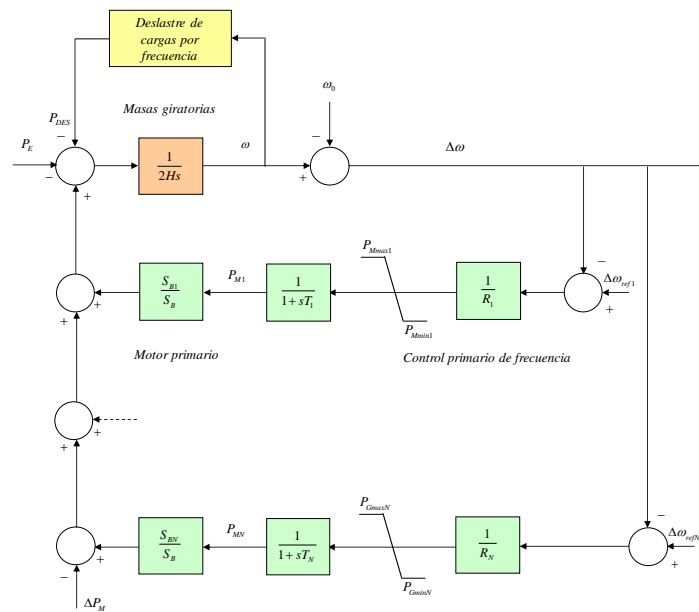 Deslastre de
cargas por
frecuencia
P_DES
Masas giratorias
ω_0
P_E
−
−
+
1
2Hs
ω
−
+
Δω
S_B1
S_B
P_M1
1
1+sT_1
P_Mmax1
P_Mmin1
1
R_1
−
Δω_ref1
+
+
+
Motor primario
Control primario de frecuencia
+
+
S_BN
S_B
P_MN
1
1+sT_N
P_GmaxN
P_GminN
1
R_N
−
Δω_refN
+
+
−
ΔP_M